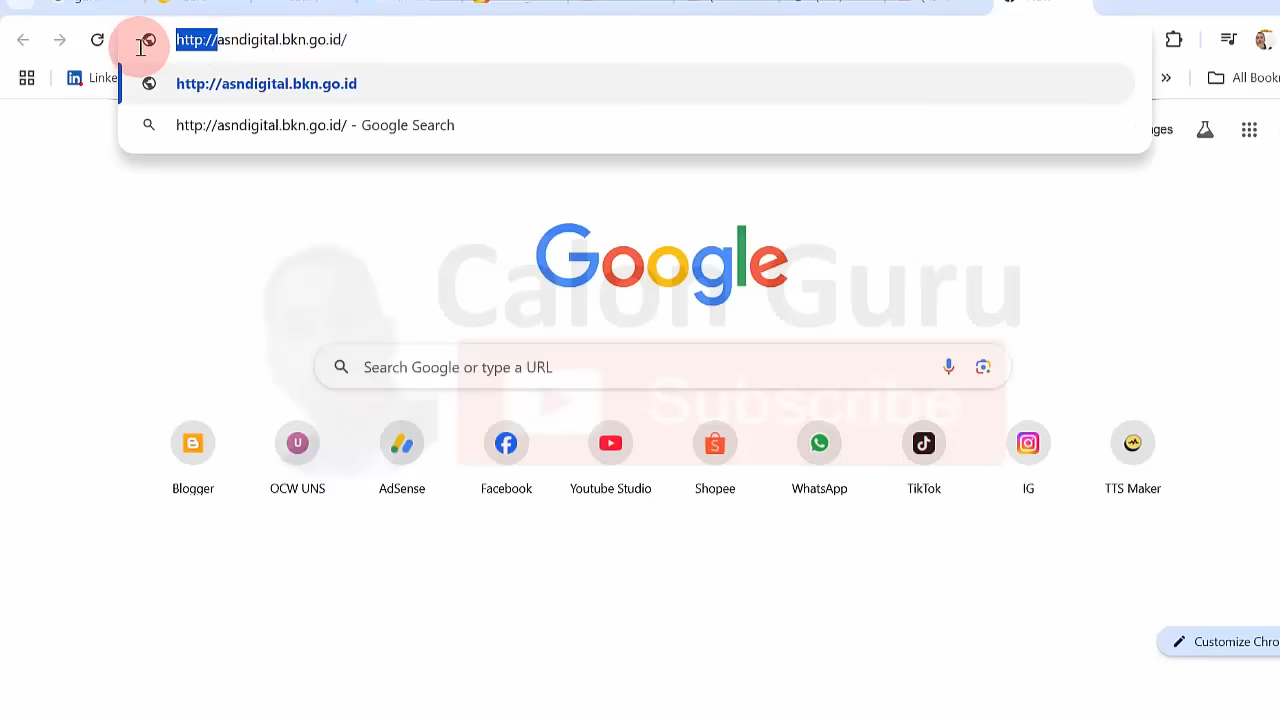 http://asndigital.bkn.go.id/
http://asndigital.bkn.go.id
http://asndigital.bkn.go.id/ - Google Search
Linke
All Book
ges
Google
Calon Guru
Search Google or type a URL
Subscribe
Blogger
U
OCW UNS
AdSense
Facebook
Youtube Studio
Shopee
WhatsApp
TikTok
IG
TTS Maker
Customize Chro